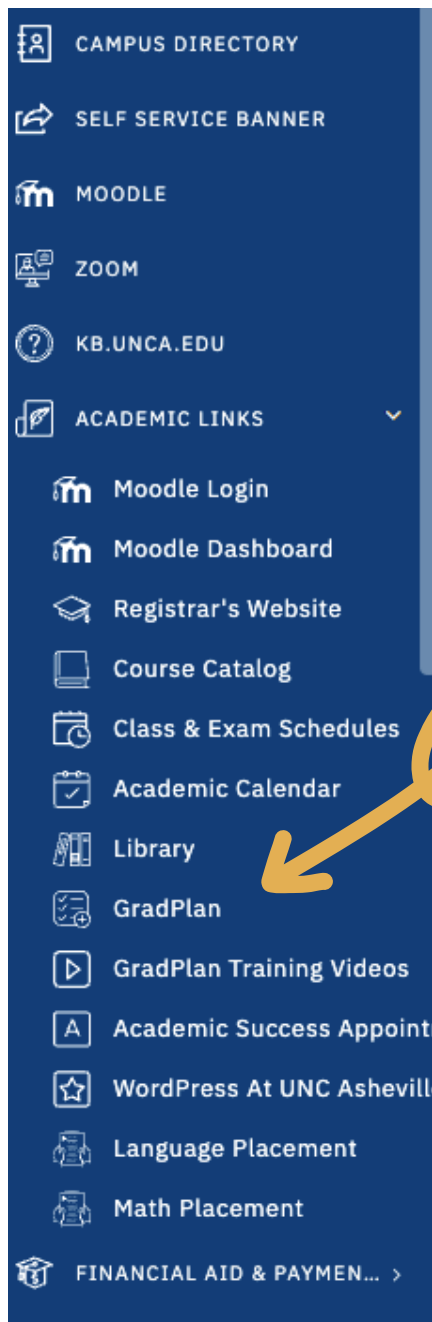 CAMPUS DIRECTORY
SELF SERVICE BANNER
MOODLE
ZOOM
KB.UNCA.EDU
ACADEMIC LINKS
Moodle Login
Moodle Dashboard
Registrar's Website
Course Catalog
Class & Exam Schedules
Academic Calendar
Library
GradPlan
GradPlan Training Videos
Academic Success Appoint
WordPress At UNC Ashevill
Language Placement
Math Placement
FINANCIAL AID & PAYMEN...